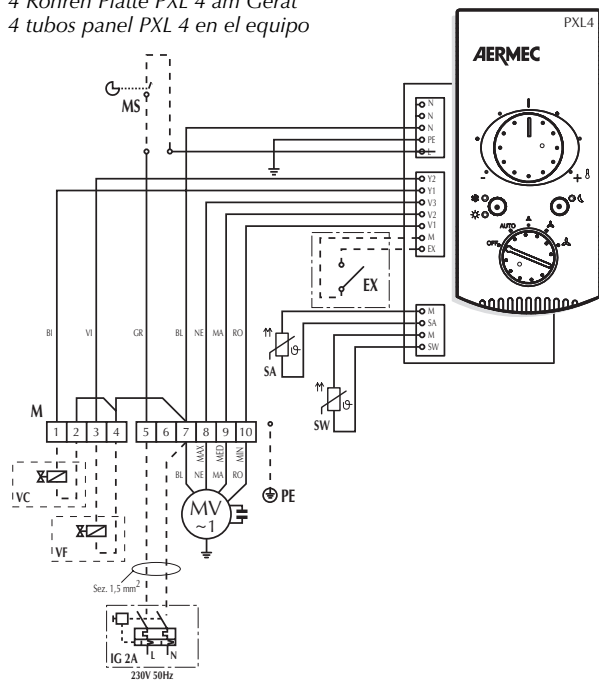 4 Rohren Platte PXL 4 am Gerät
4 tubos panel PXL 4 en el equipo
PXL4
AERMEC
- +
AUTO
OFF
MS
N
N
N
PE
L
Y2
Y1
V3
V2
V1
M
EX
EX
M
SA
M
SW
SA
SW
BI VI GR BL NE MA RO
M
1 2 3 4 5 6 7 8 9 10
MAX MED MIN
BL NE MA RO
PE
VC
VF
MV
~1
Sez. 1,5 mm2
IG 2A L N
230V 50Hz